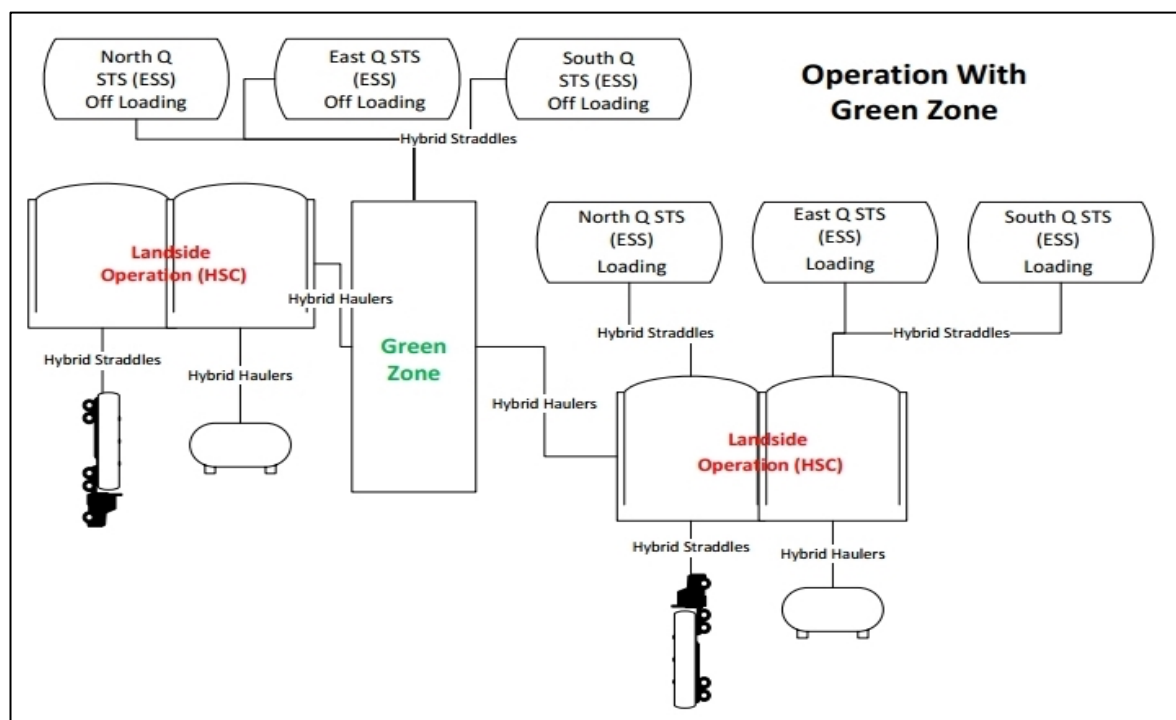 North Q
STS (ESS)
Off Loading
East Q STS
(ESS)
Off Loading
South Q
STS (ESS)
Off Loading
Operation With
Green Zone
Hybrid Straddles
Landside
Operation (HSC)
Hybrid Haulers
Hybrid Straddles
Hybrid Haulers
Green
Zone
North Q STS
(ESS)
Loading
East Q STS
(ESS)
Loading
South Q STS
(ESS)
Loading
Hybrid Straddles
Hybrid Straddles
Hybrid Haulers
Landside
Operation (HSC)
Hybrid Straddles
Hybrid Haulers